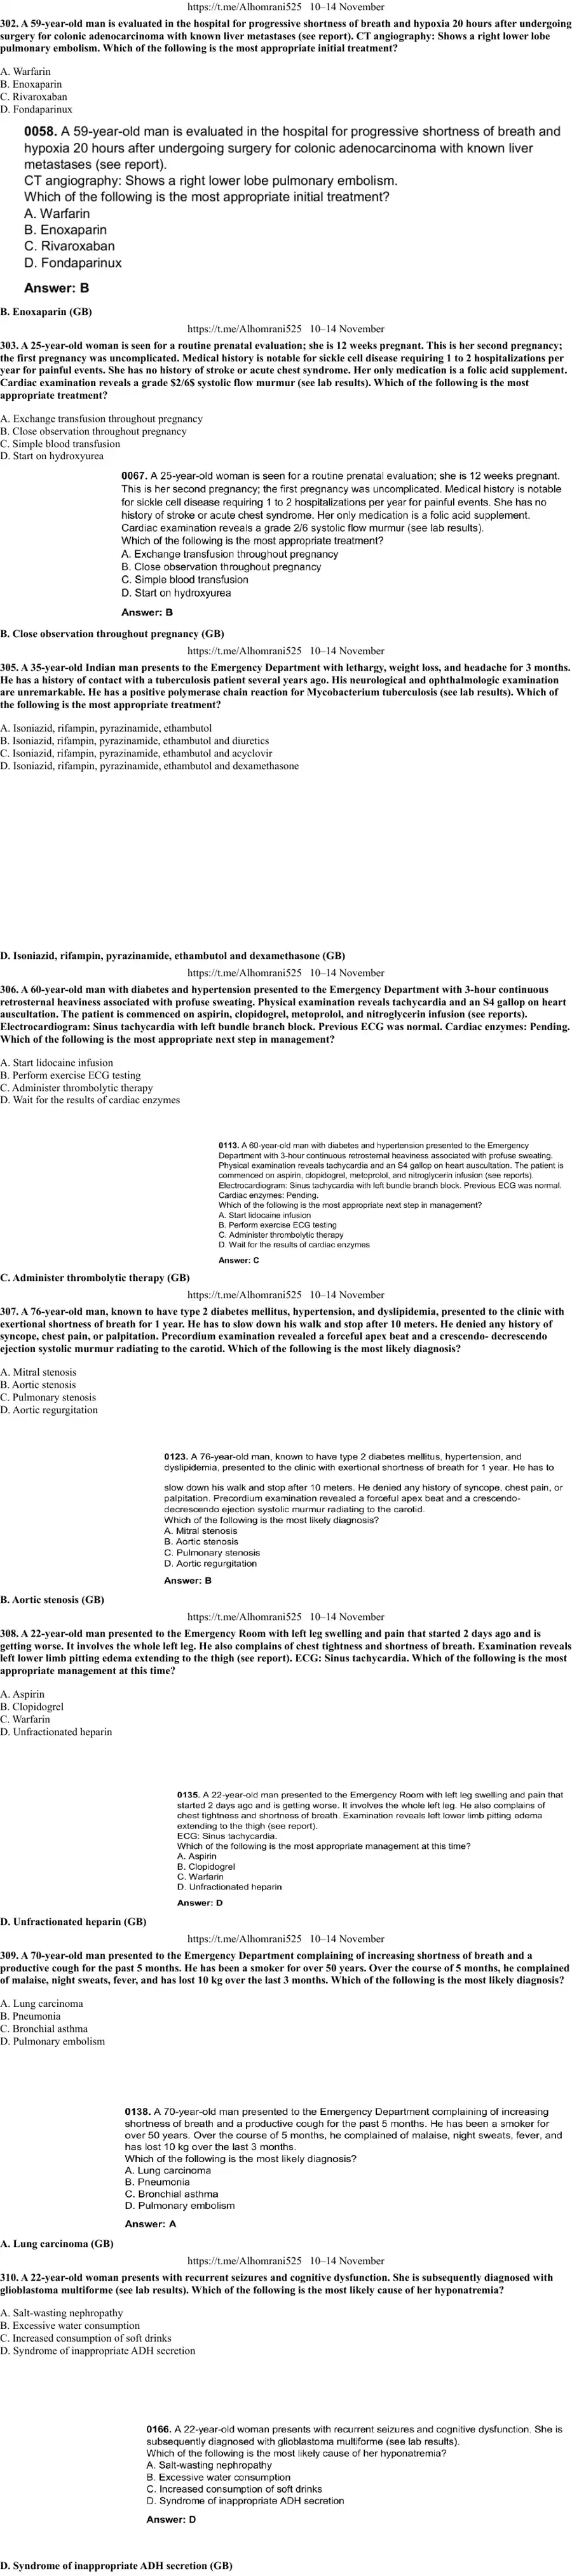 https://t.me/Alhomrani525 10–14 November
302. A 59-year-old man is evaluated in the hospital for progressive shortness of breath and hypoxia 20 hours after undergoing
surgery for colonic adenocarcinoma with known liver metastases (see report). CT angiography: Shows a right lower lobe
pulmonary embolism. Which of the following is the most appropriate initial treatment?
A. Warfarin
B. Enoxaparin
C. Rivaroxaban
D. Fondaparinux
0058. A 59-year-old man is evaluated in the hospital for progressive shortness of breath and
hypoxia 20 hours after undergoing surgery for colonic adenocarcinoma with known liver
metastases (see report).
CT angiography: Shows a right lower lobe pulmonary embolism.
Which of the following is the most appropriate initial treatment?
A. Warfarin
B. Enoxaparin
C. Rivaroxaban
D. Fondaparinux
Answer: B
B. Enoxaparin (GB)
https://t.me/Alhomrani525 10–14 November
303. A 25-year-old woman is seen for a routine prenatal evaluation; she is 12 weeks pregnant. This is her second pregnancy;
the first pregnancy was uncomplicated. Medical history is notable for sickle cell disease requiring 1 to 2 hospitalizations per
year for painful events. She has no history of stroke or acute chest syndrome. Her only medication is a folic acid supplement.
Cardiac examination reveals a grade $2/6$ systolic flow murmur (see lab results). Which of the following is the most
appropriate treatment?
A. Exchange transfusion throughout pregnancy
B. Close observation throughout pregnancy
C. Simple blood transfusion
D. Start on hydroxyurea
0067. A 25-year-old woman is seen for a routine prenatal evaluation; she is 12 weeks pregnant.
This is her second pregnancy; the first pregnancy was uncomplicated. Medical history is notable
for sickle cell disease requiring 1 to 2 hospitalizations per year for painful events. She has no
history of stroke or acute chest syndrome. Her only medication is a folic acid supplement.
Cardiac examination reveals a grade 2/6 systolic flow murmur (see lab results).
Which of the following is the most appropriate treatment?
A. Exchange transfusion throughout pregnancy
B. Close observation throughout pregnancy
C. Simple blood transfusion
D. Start on hydroxyurea
Answer: B
B. Close observation throughout pregnancy (GB)
https://t.me/Alhomrani525 10–14 November
305. A 35-year-old Indian man presents to the Emergency Department with lethargy, weight loss, and headache for 3 months.
He has a history of contact with a tuberculosis patient several years ago. His neurological and ophthalmologic examination
are unremarkable. He has a positive polymerase chain reaction for Mycobacterium tuberculosis (see lab results). Which of
the following is the most appropriate treatment?
A. Isoniazid, rifampin, pyrazinamide, ethambutol
B. Isoniazid, rifampin, pyrazinamide, ethambutol and diuretics
C. Isoniazid, rifampin, pyrazinamide, ethambutol and acyclovir
D. Isoniazid, rifampin, pyrazinamide, ethambutol and dexamethasone
D. Isoniazid, rifampin, pyrazinamide, ethambutol and dexamethasone (GB)
https://t.me/Alhomrani525 10–14 November
306. A 60-year-old man with diabetes and hypertension presented to the Emergency Department with 3-hour continuous
retrosternal heaviness associated with profuse sweating. Physical examination reveals tachycardia and an S4 gallop on heart
auscultation. The patient is commenced on aspirin, clopidogrel, metoprolol, and nitroglycerin infusion (see reports).
Electrocardiogram: Sinus tachycardia with left bundle branch block. Previous ECG was normal. Cardiac enzymes: Pending.
Which of the following is the most appropriate next step in management?
A. Start lidocaine infusion
B. Perform exercise ECG testing
C. Administer thrombolytic therapy
D. Wait for the results of cardiac enzymes
0113. A 60-year-old man with diabetes and hypertension presented to the Emergency
Department with 3-hour continuous retrosternal heaviness associated with profuse sweating.
Physical examination reveals tachycardia and an S4 gallop on heart auscultation. The patient is
commenced on aspirin, clopidogrel, metoprolol, and nitroglycerin infusion (see reports).
Electrocardiogram: Sinus tachycardia with left bundle branch block. Previous ECG was normal.
Cardiac enzymes: Pending.
Which of the following is the most appropriate next step in management?
A. Start lidocaine infusion
B. Perform exercise ECG testing
C. Administer thrombolytic therapy
D. Wait for the results of cardiac enzymes
Answer: C
C. Administer thrombolytic therapy (GB)
https://t.me/Alhomrani525 10–14 November
307. A 76-year-old man, known to have type 2 diabetes mellitus, hypertension, and dyslipidemia, presented to the clinic with
exertional shortness of breath for 1 year. He has to slow down his walk and stop after 10 meters. He denied any history of
syncope, chest pain, or palpitation. Precordium examination revealed a forceful apex beat and a crescendo- decrescendo
ejection systolic murmur radiating to the carotid. Which of the following is the most likely diagnosis?
A. Mitral stenosis
B. Aortic stenosis
C. Pulmonary stenosis
D. Aortic regurgitation
0123. A 76-year-old man, known to have type 2 diabetes mellitus, hypertension, and
dyslipidemia, presented to the clinic with exertional shortness of breath for 1 year. He has to
slow down his walk and stop after 10 meters. He denied any history of syncope, chest pain, or
palpitation. Precordium examination revealed a forceful apex beat and a crescendo-
decrescendo ejection systolic murmur radiating to the carotid.
Which of the following is the most likely diagnosis?
A. Mitral stenosis
B. Aortic stenosis
C. Pulmonary stenosis
D. Aortic regurgitation
Answer: B
B. Aortic stenosis (GB)
https://t.me/Alhomrani525 10–14 November
308. A 22-year-old man presented to the Emergency Room with left leg swelling and pain that started 2 days ago and is
getting worse. It involves the whole left leg. He also complains of chest tightness and shortness of breath. Examination reveals
left lower limb pitting edema extending to the thigh (see report). ECG: Sinus tachycardia. Which of the following is the most
appropriate management at this time?
A. Aspirin
B. Clopidogrel
C. Warfarin
D. Unfractionated heparin
0135. A 22-year-old man presented to the Emergency Room with left leg swelling and pain that
started 2 days ago and is getting worse. It involves the whole left leg. He also complains of
chest tightness and shortness of breath. Examination reveals left lower limb pitting edema
extending to the thigh (see report).
ECG: Sinus tachycardia.
Which of the following is the most appropriate management at this time?
A. Aspirin
B. Clopidogrel
C. Warfarin
D. Unfractionated heparin
Answer: D
D. Unfractionated heparin (GB)
https://t.me/Alhomrani525 10–14 November
309. A 70-year-old man presented to the Emergency Department complaining of increasing shortness of breath and a
productive cough for the past 5 months. He has been a smoker for over 50 years. Over the course of 5 months, he complained
of malaise, night sweats, fever, and has lost 10 kg over the last 3 months. Which of the following is the most likely diagnosis?
A. Lung carcinoma
B. Pneumonia
C. Bronchial asthma
D. Pulmonary embolism
0138. A 70-year-old man presented to the Emergency Department complaining of increasing
shortness of breath and a productive cough for the past 5 months. He has been a smoker for
over 50 years. Over the course of 5 months, he complained of malaise, night sweats, fever, and
has lost 10 kg over the last 3 months.
Which of the following is the most likely diagnosis?
A. Lung carcinoma
B. Pneumonia
C. Bronchial asthma
D. Pulmonary embolism
Answer: A
A. Lung carcinoma (GB)
https://t.me/Alhomrani525 10–14 November
310. A 22-year-old woman presents with recurrent seizures and cognitive dysfunction. She is subsequently diagnosed with
glioblastoma multiforme (see lab results). Which of the following is the most likely cause of her hyponatremia?
A. Salt-wasting nephropathy
B. Excessive water consumption
C. Increased consumption of soft drinks
D. Syndrome of inappropriate ADH secretion
0166. A 22-year-old woman presents with recurrent seizures and cognitive dysfunction. She is
subsequently diagnosed with glioblastoma multiforme (see lab results).
Which of the following is the most likely cause of her hyponatremia?
A. Salt-wasting nephropathy
B. Excessive water consumption
C. Increased consumption of soft drinks
D. Syndrome of inappropriate ADH secretion
Answer: D
D. Syndrome of inappropriate ADH secretion (GB)